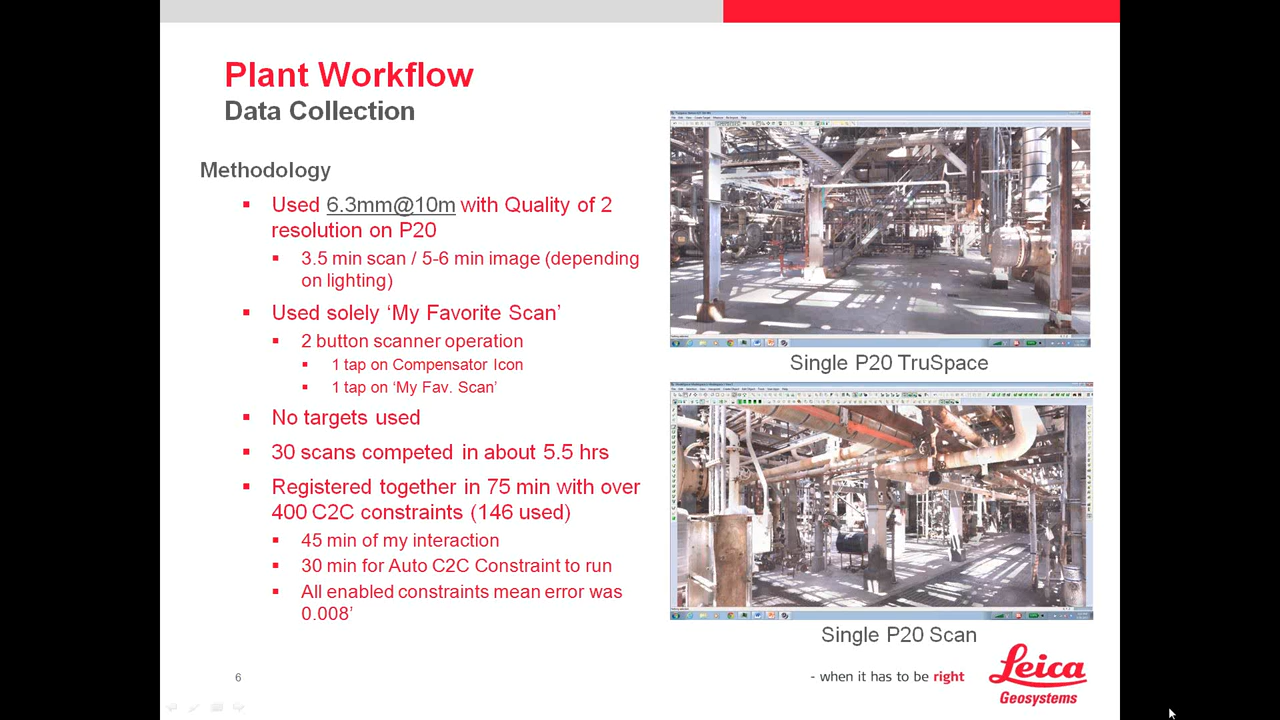 Plant Workflow
Data Collection
Methodology
Used 6.3mm@10m with Quality of 2
resolution on P20
3.5 min scan / 5-6 min image (depending
on lighting)
Used solely ‘My Favorite Scan’
2 button scanner operation
1 tap on Compensator Icon
1 tap on ‘My Fav. Scan’
No targets used
30 scans competed in about 5.5 hrs
Registered together in 75 min with over
400 C2C constraints (146 used)
45 min of my interaction
30 min for Auto C2C Constraint to run
All enabled constraints mean error was
0.008’
Single P20 TruSpace
47
Single P20 Scan
6
- when it has to be right
Leica
Geosystems